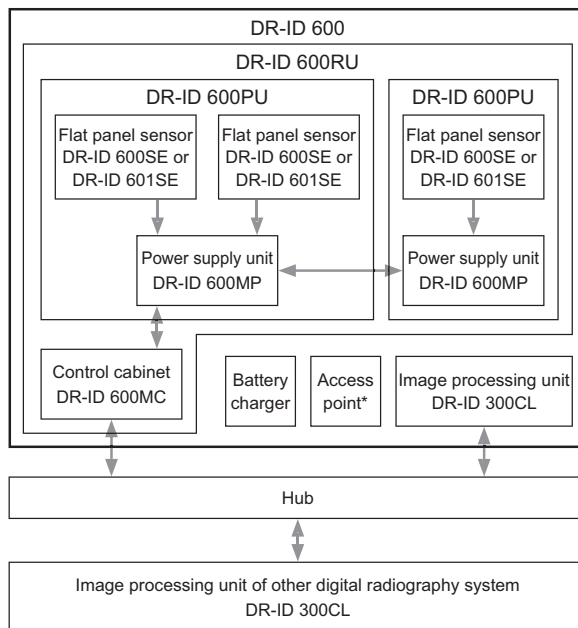 DR-ID 600
DR-ID 600RU
DR-ID 600PU
Flat panel sensor
DR-ID 600SE or
DR-ID 601SE
Flat panel sensor
DR-ID 600SE or
DR-ID 601SE
Power supply unit
DR-ID 600MP
DR-ID 600PU
Flat panel sensor
DR-ID 600SE or
DR-ID 601SE
Power supply unit
DR-ID 600MP
Control cabinet
DR-ID 600MC
Battery
charger
Access
point*
Image processing unit
DR-ID 300CL
Hub
Image processing unit of other digital radiography system
DR-ID 300CL